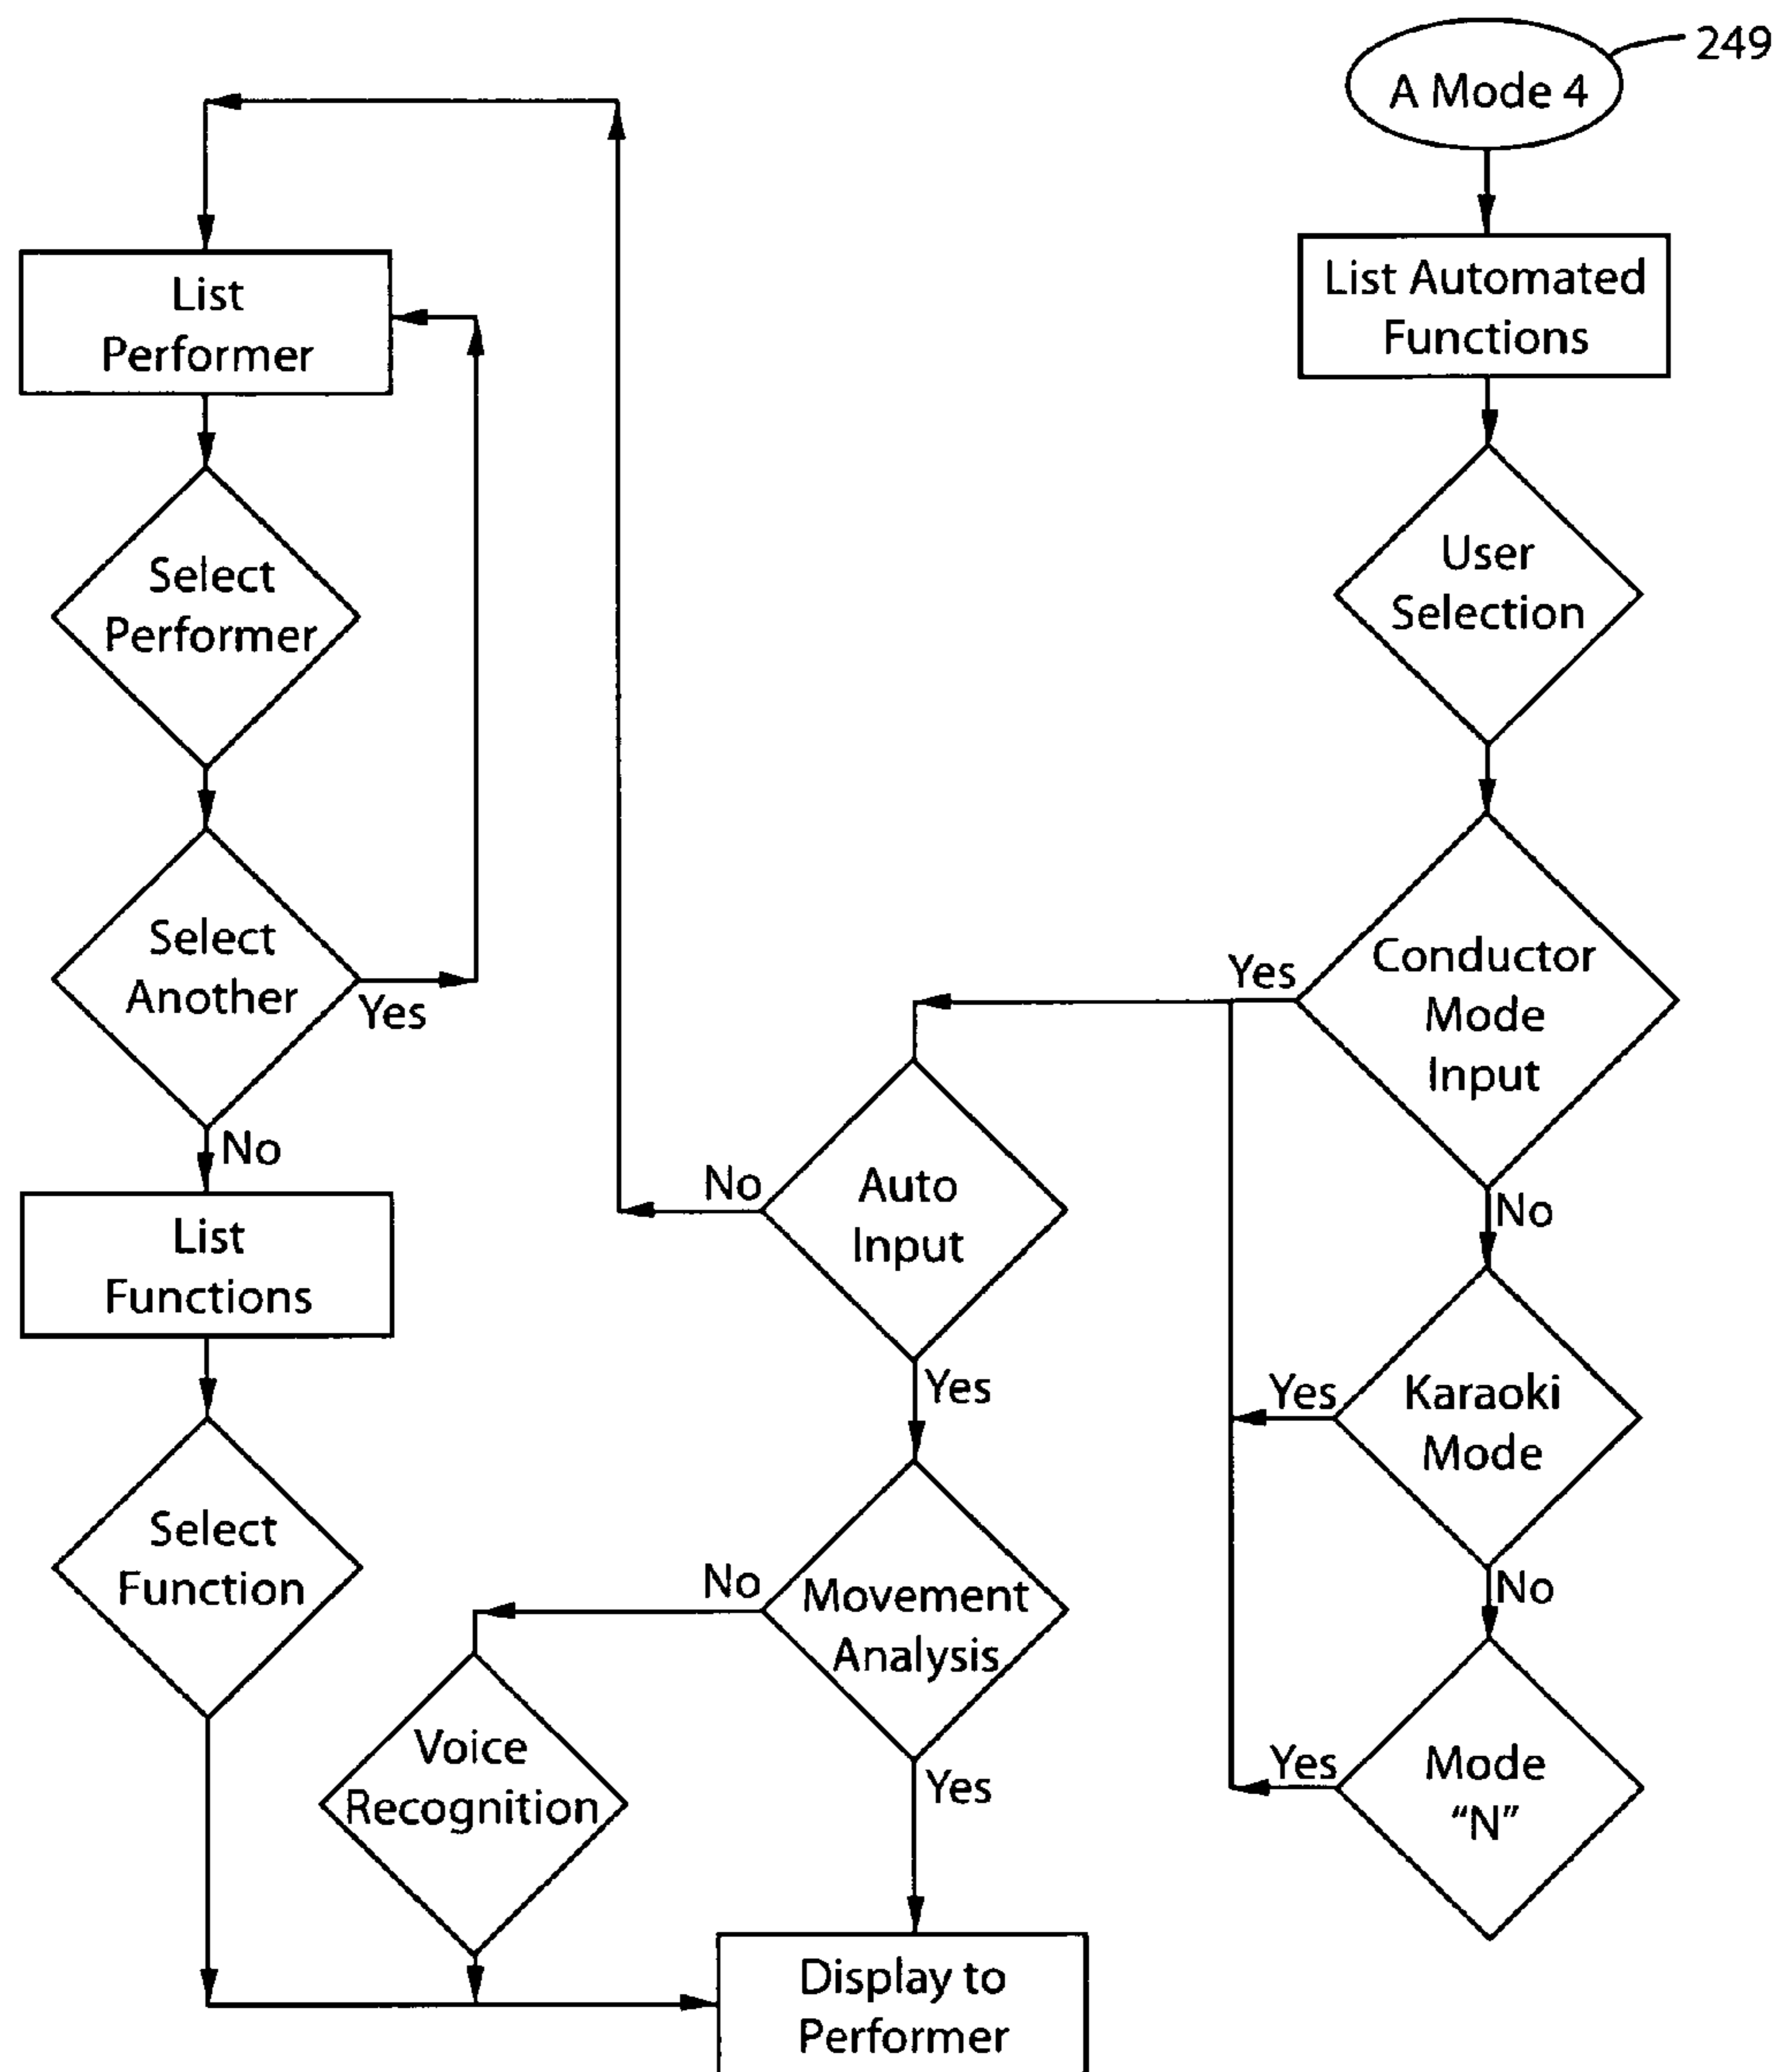 249
A Mode 4
List Automated
Functions
User
Selection
Conductor
Mode
Input
Yes
No
Karaoki
Mode
Yes
No
Mode
“N”
Yes
Auto
Input
No
Yes
Movement
Analysis
No
Yes
Voice
Recognition
Display to
Performer
List
Performer
Select
Performer
Select
Another
Yes
No
List
Functions
Select
Function